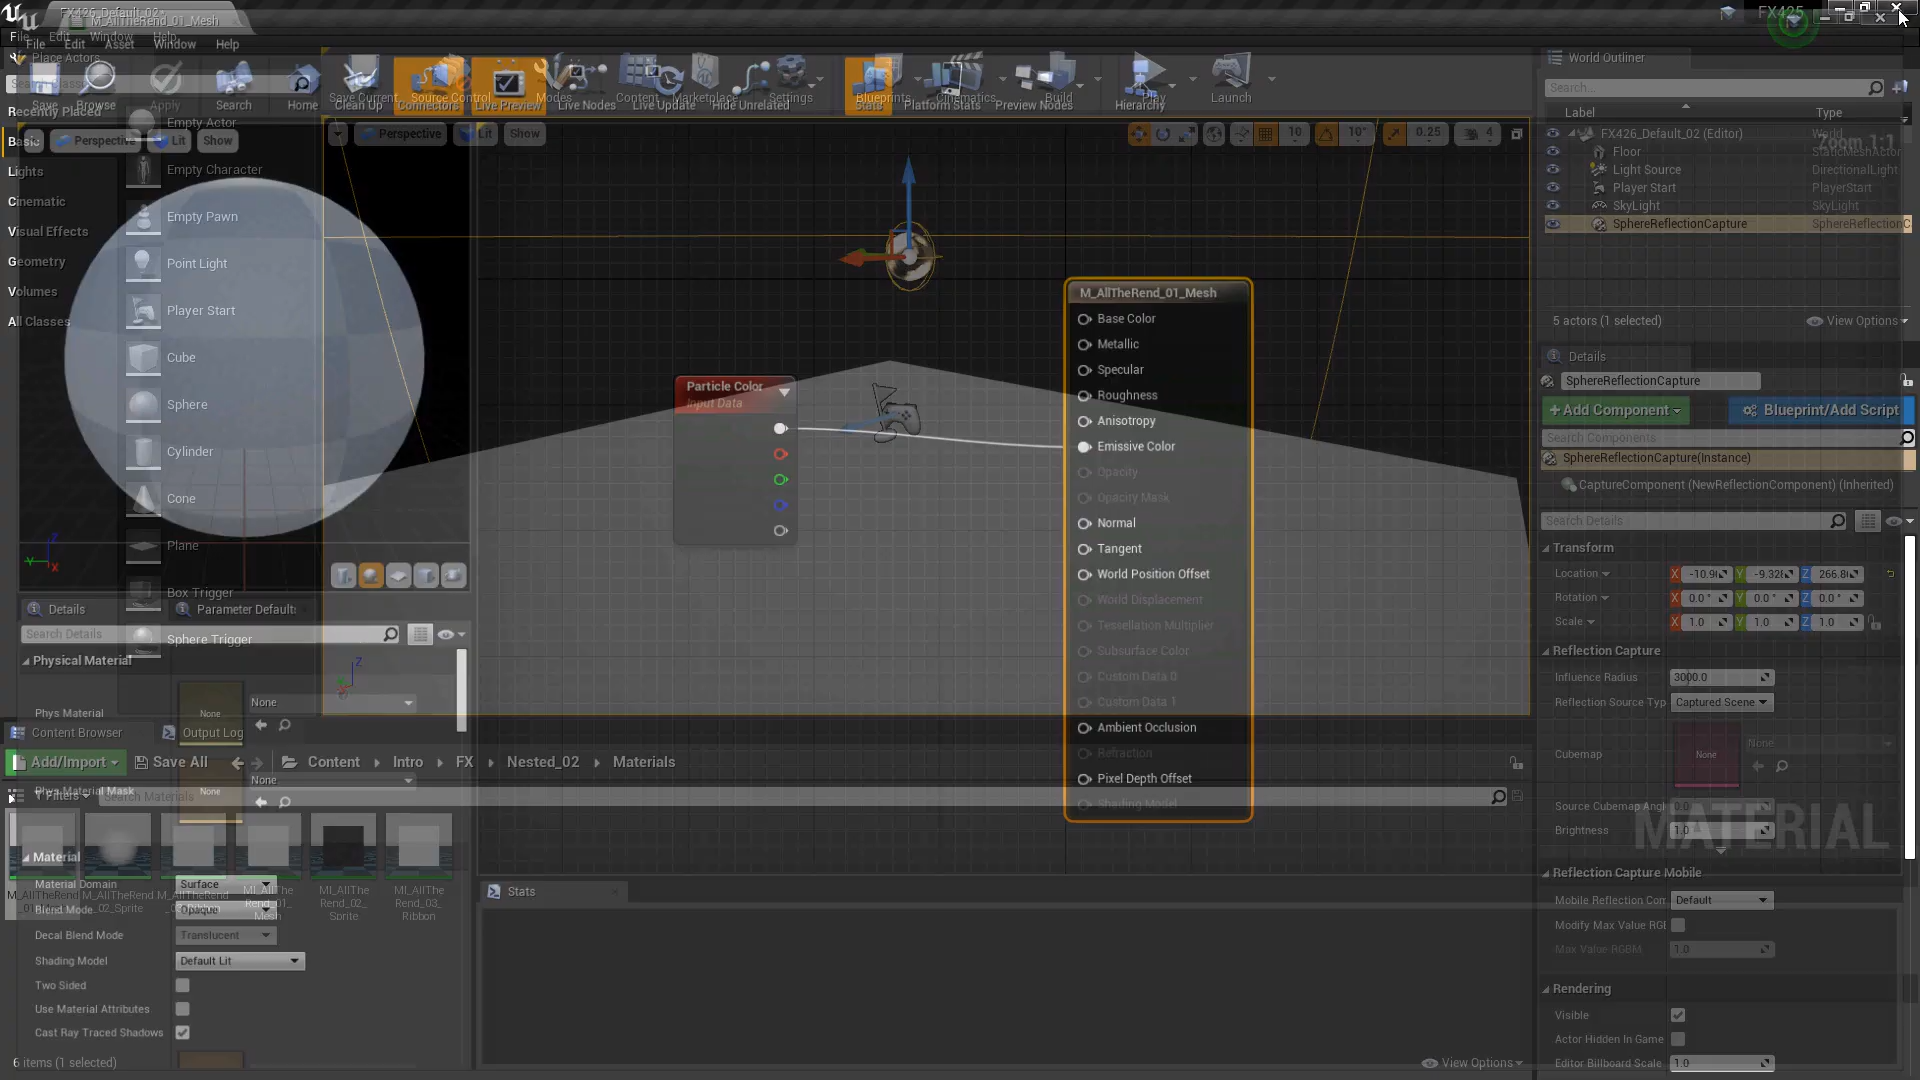 FX426_Default_02*
M_AllTheRend_01_Mesh
FX425
File Edit Window Help
File Edit Asset Window Help
Place Actors
Save Browse Apply Search Home
Save Current Source Control Modes Content Marketplace Settings Blueprints Cinematics Build Play Launch
Clean Up Connectors Live Preview Live Nodes Live Update Hide Unrelated Stats Platform Stats Preview Nodes Hierarchy
Recently Played
Basic
Lights
Cinematic
Visual Effects
Geometry
Volumes
All Classes
Empty Actor
Empty Character
Empty Pawn
Point Light
Player Start
Cube
Sphere
Cylinder
Cone
Plane
Box Trigger
Sphere Trigger
Perspective Lit Show
Perspective Lit Show
10 10° 0.25 4
Zoom 1:1
Particle Color
Input Data
M_AllTheRend_01_Mesh
Base Color
Metallic
Specular
Roughness
Anisotropy
Emissive Color
Opacity
Opacity Mask
Normal
Tangent
World Position Offset
World Displacement
Tessellation Multiplier
Subsurface Color
Custom Data 0
Custom Data 1
Ambient Occlusion
Refraction
Pixel Depth Offset
Shading Model
MATERIAL
World Outliner
Search...
Label Type
FX426_Default_02 (Editor) World
Floor StaticMeshActor
Light Source DirectionalLight
Player Start PlayerStart
SkyLight SkyLight
SphereReflectionCapture SphereReflectionC
5 actors (1 selected) View Options
Details
SphereReflectionCapture
Add Component Blueprint/Add Script
Search Components
SphereReflectionCapture(Instance)
CaptureComponent (NewReflectionComponent) (Inherited)
Search Details
Transform
Location X -10.9 Y -9.32 Z 266.8
Rotation X 0.0° Y 0.0° Z 0.0°
Scale X 1.0 Y 1.0 Z 1.0
Reflection Capture
Influence Radius 3000.0
Reflection Source Typ Captured Scene
Cubemap None None
Source Cubemap Angl 0.0
Brightness 1.0
Reflection Capture Mobile
Mobile Reflection Com Default
Modify Max Value RGB
Max Value RGBM 1.0
Rendering
Visible
Actor Hidden In Game
Editor Billboard Scale 1.0
Details Parameter Default
Search Details
Physical Material
Phys Material None None
Content Browser Output Log
Add/Import Save All Content Intro FX Nested_02 Materials
Phys Material Mask None None
Filters Search Materials
Material
Material Domain Surface
Blend Mode Opaque
Decal Blend Mode Translucent
Shading Model Default Lit
Two Sided
Use Material Attributes
Cast Ray Traced Shadows
M_AllTheRend_02_Sprite
MI_AllTheRend_01_Mesh
MI_AllTheRend_02_Sprite
MI_AllTheRend_03_Ribbon
6 items (1 selected)
Stats
View Options